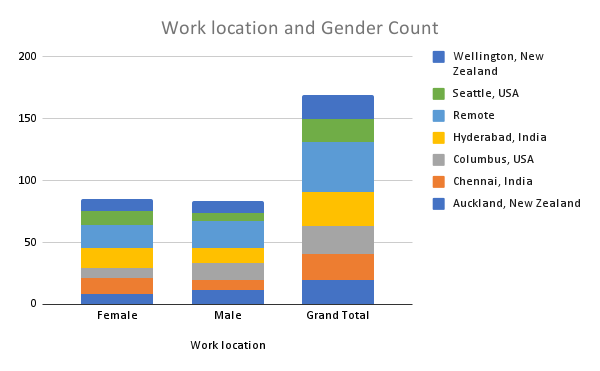 Work location and Gender Count
200
150
100
50
0
Female
Male
Grand Total
Work location
Wellington, New
Zealand
Seattle, USA
Remote
Hyderabad, India
Columbus, USA
Chennai, India
Auckland, New Zealand